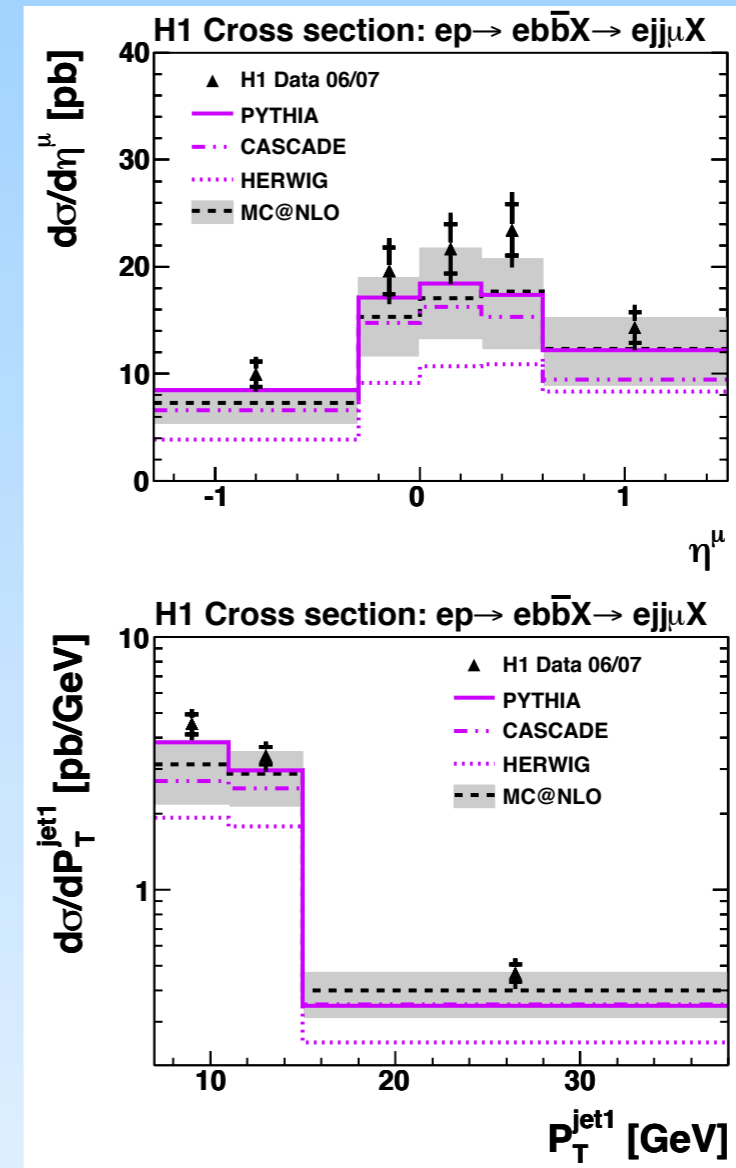 H1 Cross section: ep→ ebb̅X→ ejjμX
dσ/dη^μ [pb]
40
30
20
10
0
▲ H1 Data 06/07
PYTHIA
CASCADE
HERWIG
MC@NLO
-1 0 1
η^μ
H1 Cross section: ep→ ebb̅X→ ejjμX
dσ/dP_T^jet1 [pb/GeV]
10
1
▲ H1 Data 06/07
PYTHIA
CASCADE
HERWIG
MC@NLO
10 20 30
P_T^jet1 [GeV]